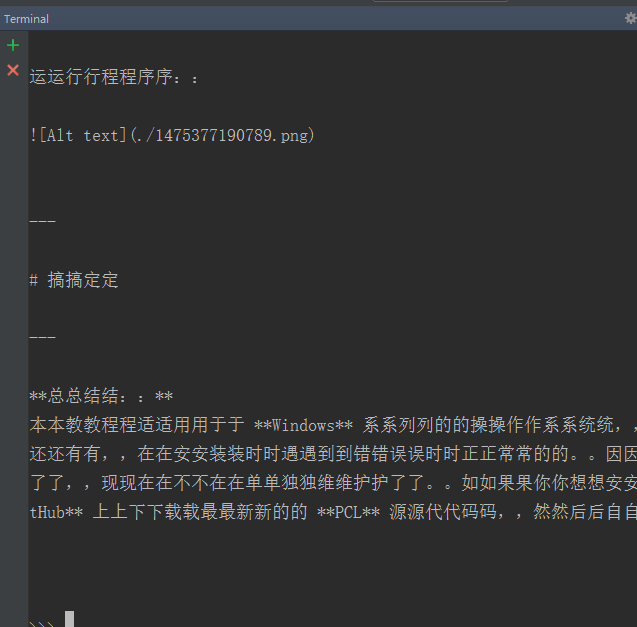 Terminal
运运行行程程序序：：
![Alt text](./1475377190789.png)
---
# 搞搞定定
---
**总总结结：：**
本本教教程程适适用用于于 **Windows** 系系列列的的操操作作系系统统，，
还还有有，，在在安安装装时时遇遇到到错错误误时时正正常常的的。。因因
了了，，现现在在不不在在单单独独维维护护了了。。如如果果你你想想安安
tHub** 上上下下载载最最新新的的 **PCL** 源源代代码码，，然然后后自自
>>>